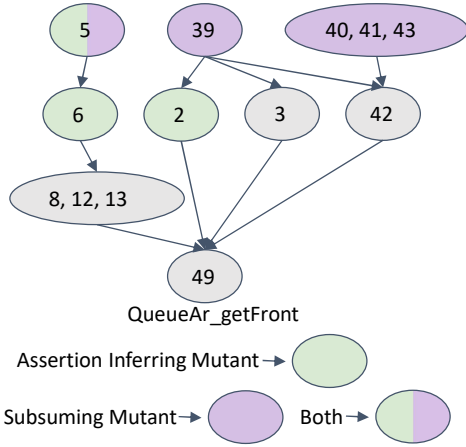 5
39
40, 41, 43
6
2
3
42
8, 12, 13
49
QueueAr_getFront
Assertion Inferring Mutant
Subsuming Mutant
Both